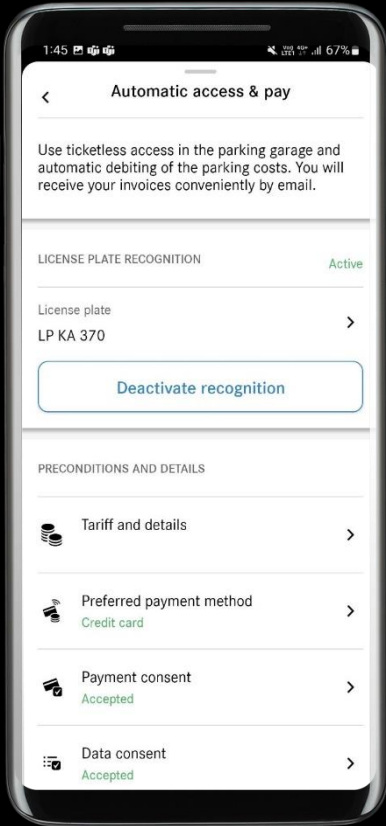 1:45 67%
Automatic access & pay
Use ticketless access in the parking garage and
automatic debiting of the parking costs. You will
receive your invoices conveniently by email.
LICENSE PLATE RECOGNITION Active
License plate
LP KA 370
Deactivate recognition
PRECONDITIONS AND DETAILS
Tariff and details
Preferred payment method
Credit card
Payment consent
Accepted
Data consent
Accepted